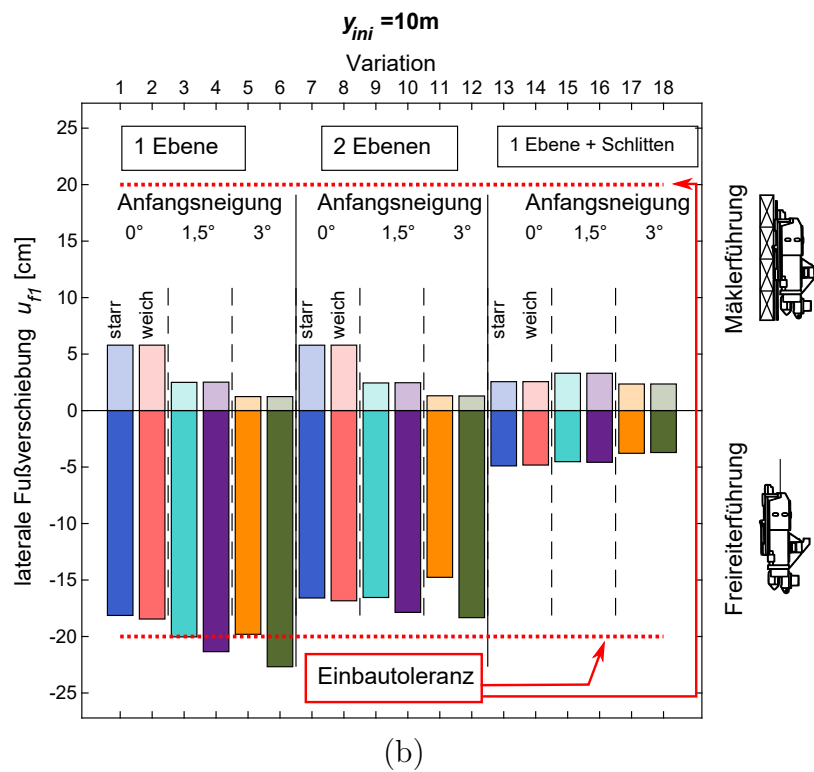 y_ini =10m
Variation
1 2 3 4 5 6 7 8 9 10 11 12 13 14 15 16 17 18
1 Ebene 2 Ebenen 1 Ebene + Schlitten
Anfangsneigung Anfangsneigung Anfangsneigung
0° 1,5° 3° 0° 1,5° 3° 0° 1,5° 3°
starr weich starr weich starr weich
25
20
15
10
5
0
-5
-10
-15
-20
-25
laterale Fußverschiebung u_f1 [cm]
Einbautoleranz
Mäklerführung
Freireiterführung
(b)